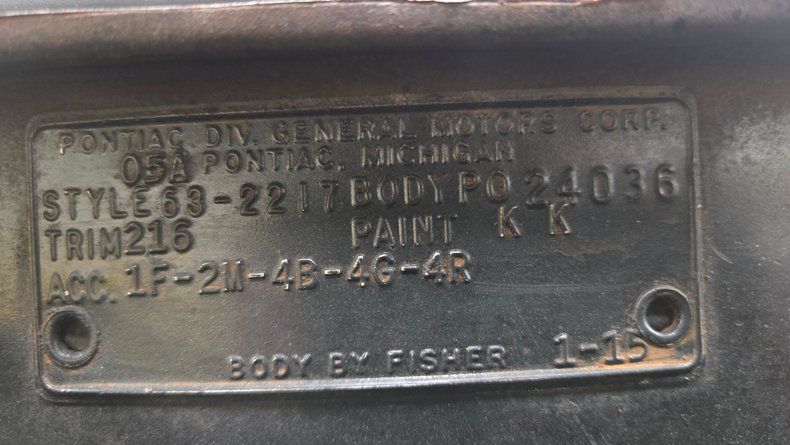 PONTIAC DIV. GENERAL MOTORS CORP.
05A PONTIAC, MICHIGAN
STYLE 63-2217 BODY PO 24036
TRIM 216 PAINT K K
ACC. 1F-2M-4B-4G-4R
BODY BY FISHER 1-15